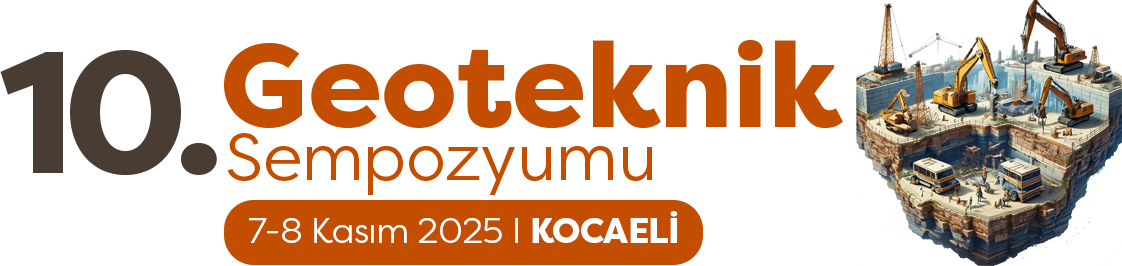 10. Geoteknik
Sempozyumu
7-8 Kasım 2025 | KOCAELİ